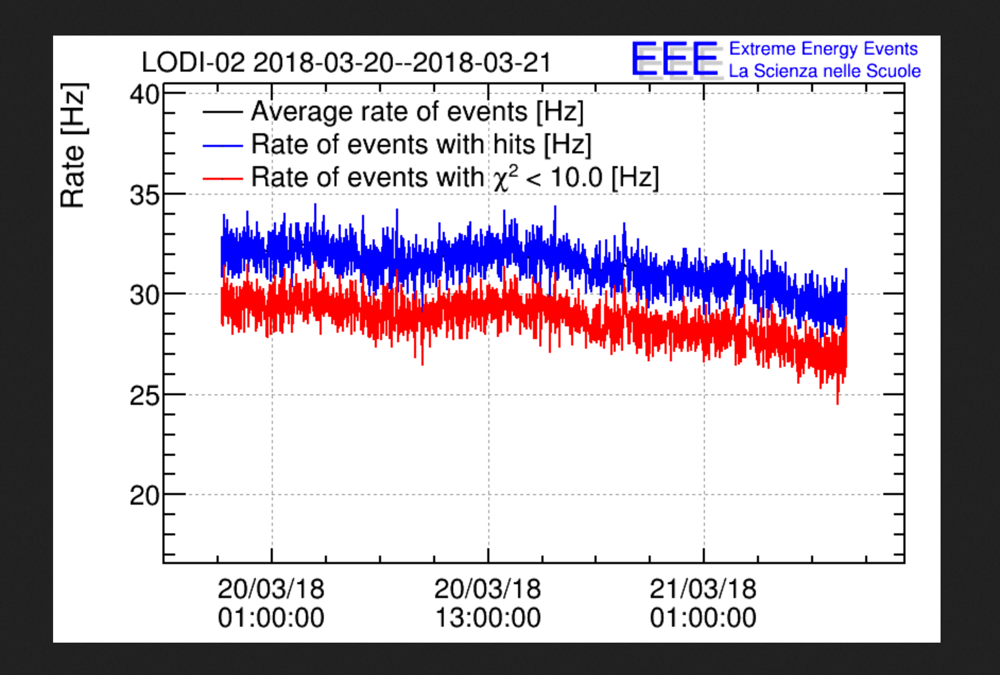 LODI-02 2018-03-20--2018-03-21
EEE
Extreme Energy Events
La Scienza nelle Scuole
Rate [Hz]
40
35
30
25
20
Average rate of events [Hz]
Rate of events with hits [Hz]
Rate of events with χ² < 10.0 [Hz]
20/03/18
01:00:00
20/03/18
13:00:00
21/03/18
01:00:00